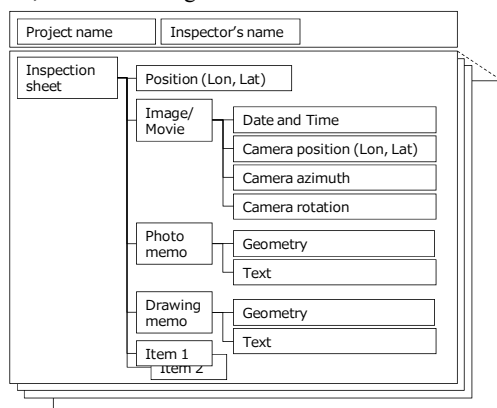 Project name
Inspector's name
Inspection
sheet
Position (Lon, Lat)
Image/
Movie
Date and Time
Camera position (Lon, Lat)
Camera azimuth
Camera rotation
Photo
memo
Geometry
Text
Drawing
memo
Geometry
Text
Item 1
Item 2